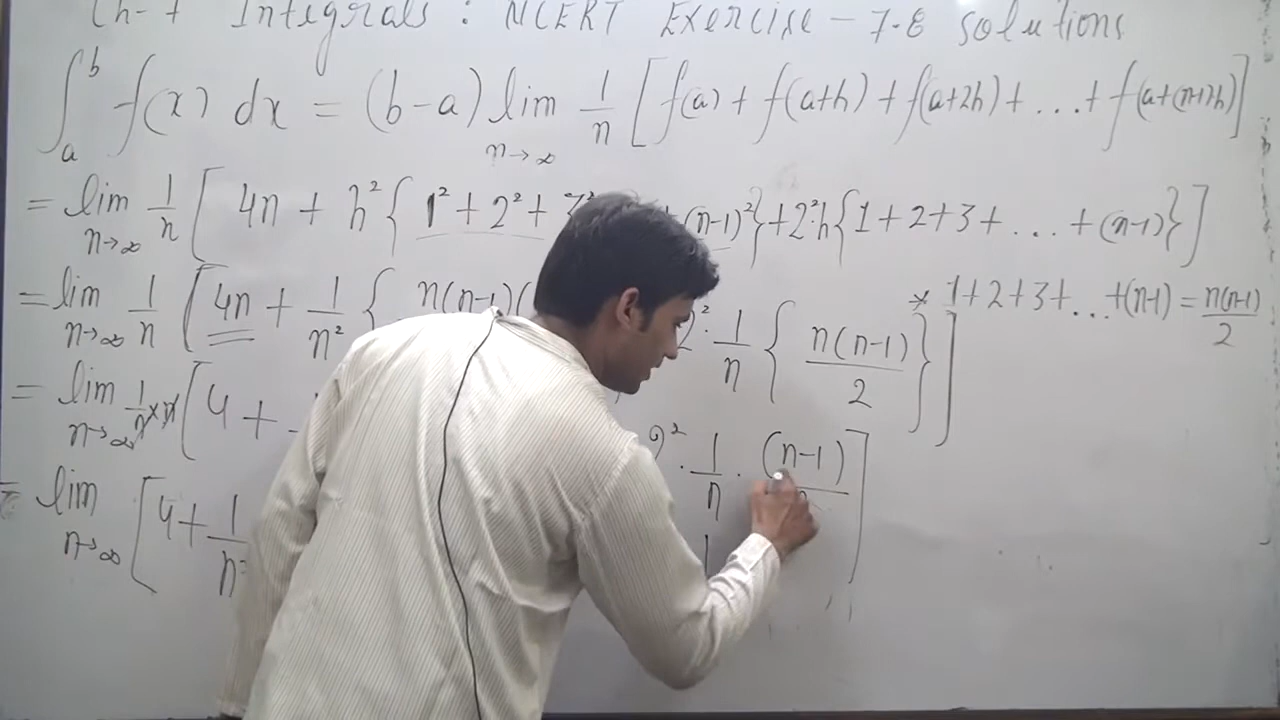 Ch-7 Integrals : NCERT Exercise - 7.8 solutions
∫ₐᵇ f(x) dx = (b-a) lim n→∞ 1/n [ f(a) + f(a+h) + f(a+2h) + ... + f(a+(n-1)h) ]
= lim n→∞ 1/n [ 4n + h² { 1² + 2² + (n-1)² } + 2²h { 1 + 2 + 3 + ... + (n-1) } ]
= lim n→∞ 1/n [ 4n + 1/n² { n(n-1)( 2² . 1/n { n(n-1)/2 } ]
* 1+2+3+...+(n-1) = n(n-1)/2
= lim n→∞ 1/n × n [ 4 + 2² . 1/n . (n-1) ]
= lim n→∞ [ 4 + 1/n